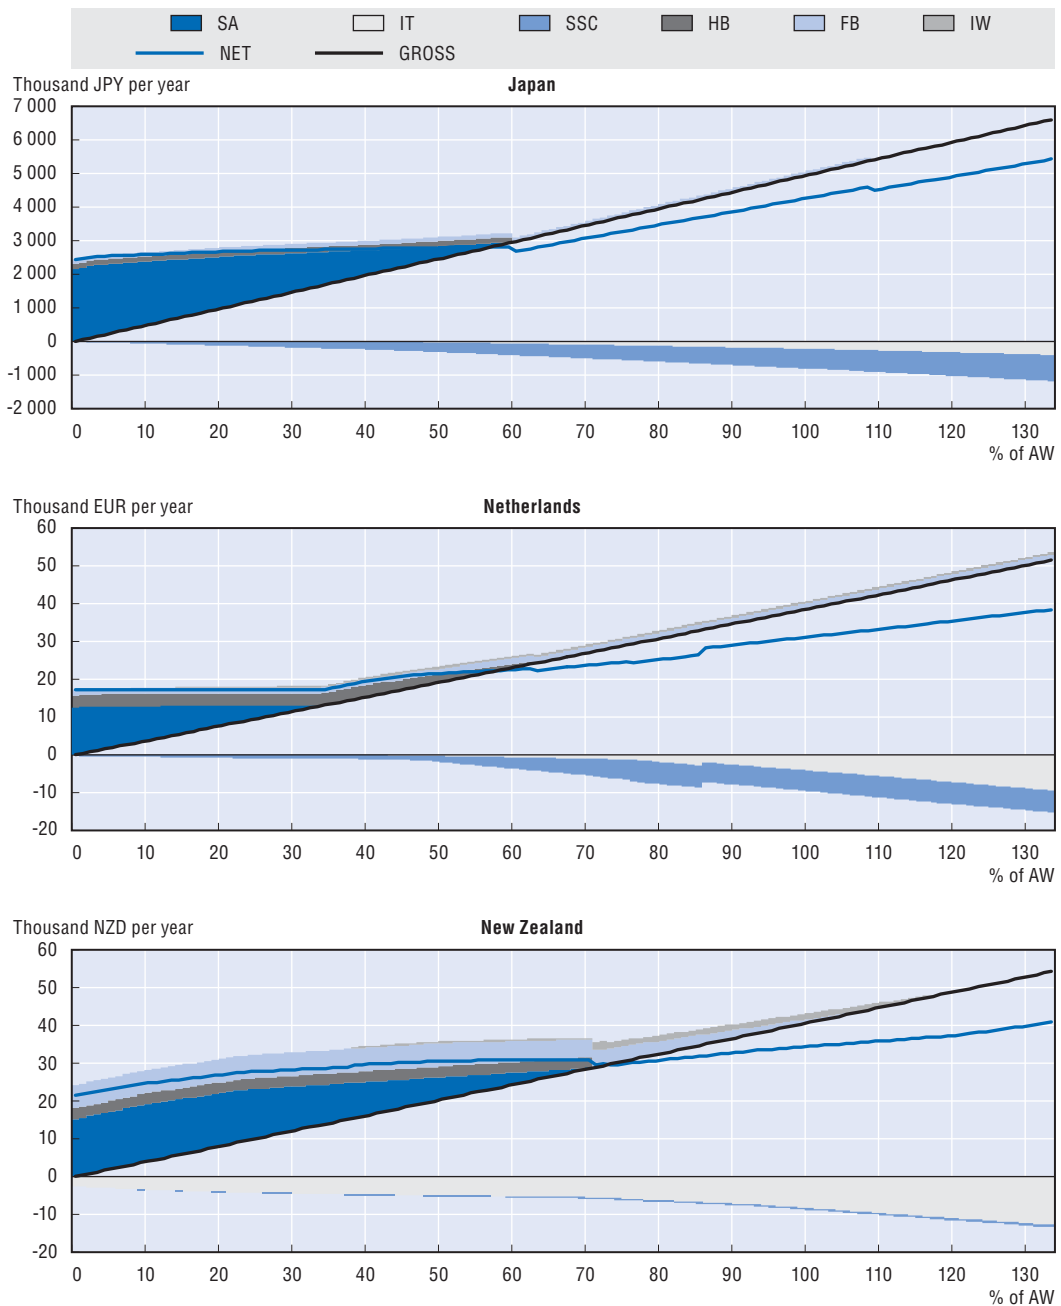 SA IT SSC HB FB IW
NET GROSS
Thousand JPY per year Japan
7 000
6 000
5 000
4 000
3 000
2 000
1 000
0
-1 000
-2 000
0 10 20 30 40 50 60 70 80 90 100 110 120 130
% of AW
Thousand EUR per year Netherlands
60
50
40
30
20
10
0
-10
-20
0 10 20 30 40 50 60 70 80 90 100 110 120 130
% of AW
Thousand NZD per year New Zealand
60
50
40
30
20
10
0
-10
-20
0 10 20 30 40 50 60 70 80 90 100 110 120 130
% of AW